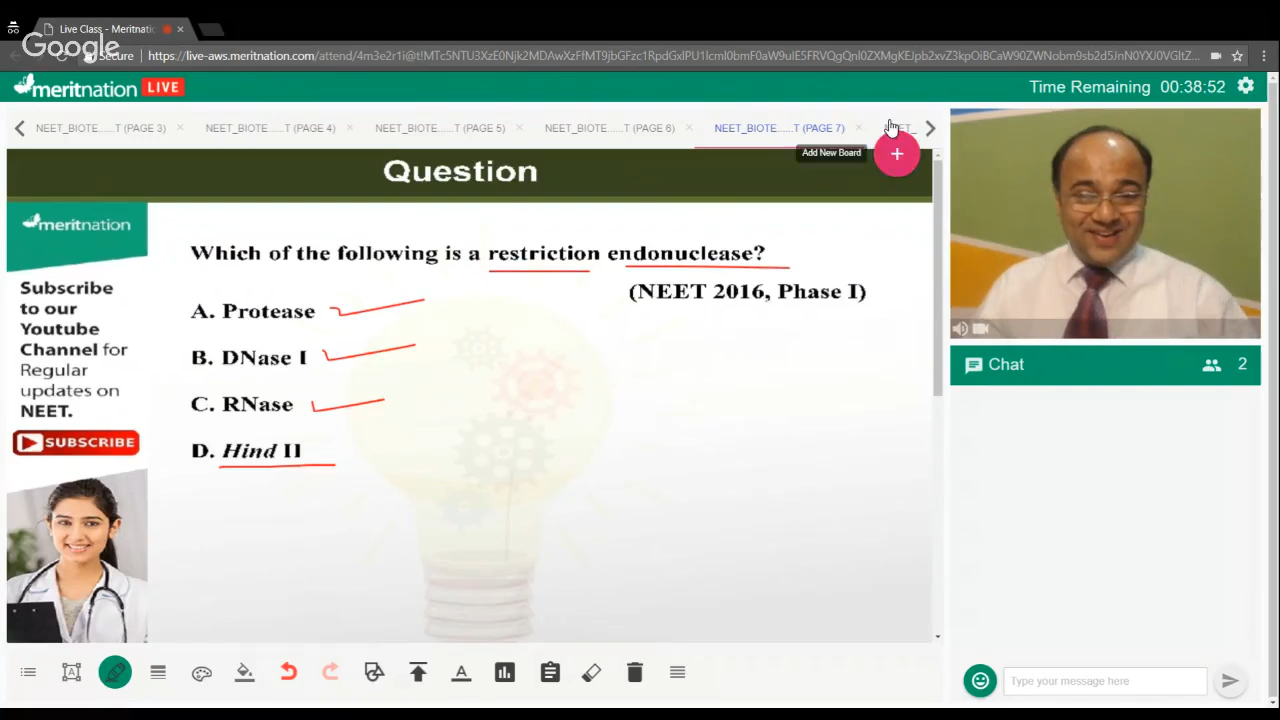 Live Class - Meritnatio
Google
Secure
https://live-aws.meritnation.com/attend/
meritnation LIVE
Time Remaining 00:38:52
NEET_BIOTE......T (PAGE 3)
NEET_BIOTE......T (PAGE 4)
NEET_BIOTE......T (PAGE 5)
NEET_BIOTE......T (PAGE 6)
NEET_BIOTE......T (PAGE 7)
Add New Board
Question
meritnation
Subscribe
to our
Youtube
Channel for
Regular
updates on
NEET.
SUBSCRIBE
Which of the following is a restriction endonuclease?
(NEET 2016, Phase I)
A. Protease
B. DNase I
C. RNase
D. Hind II
Chat
2
Type your message here